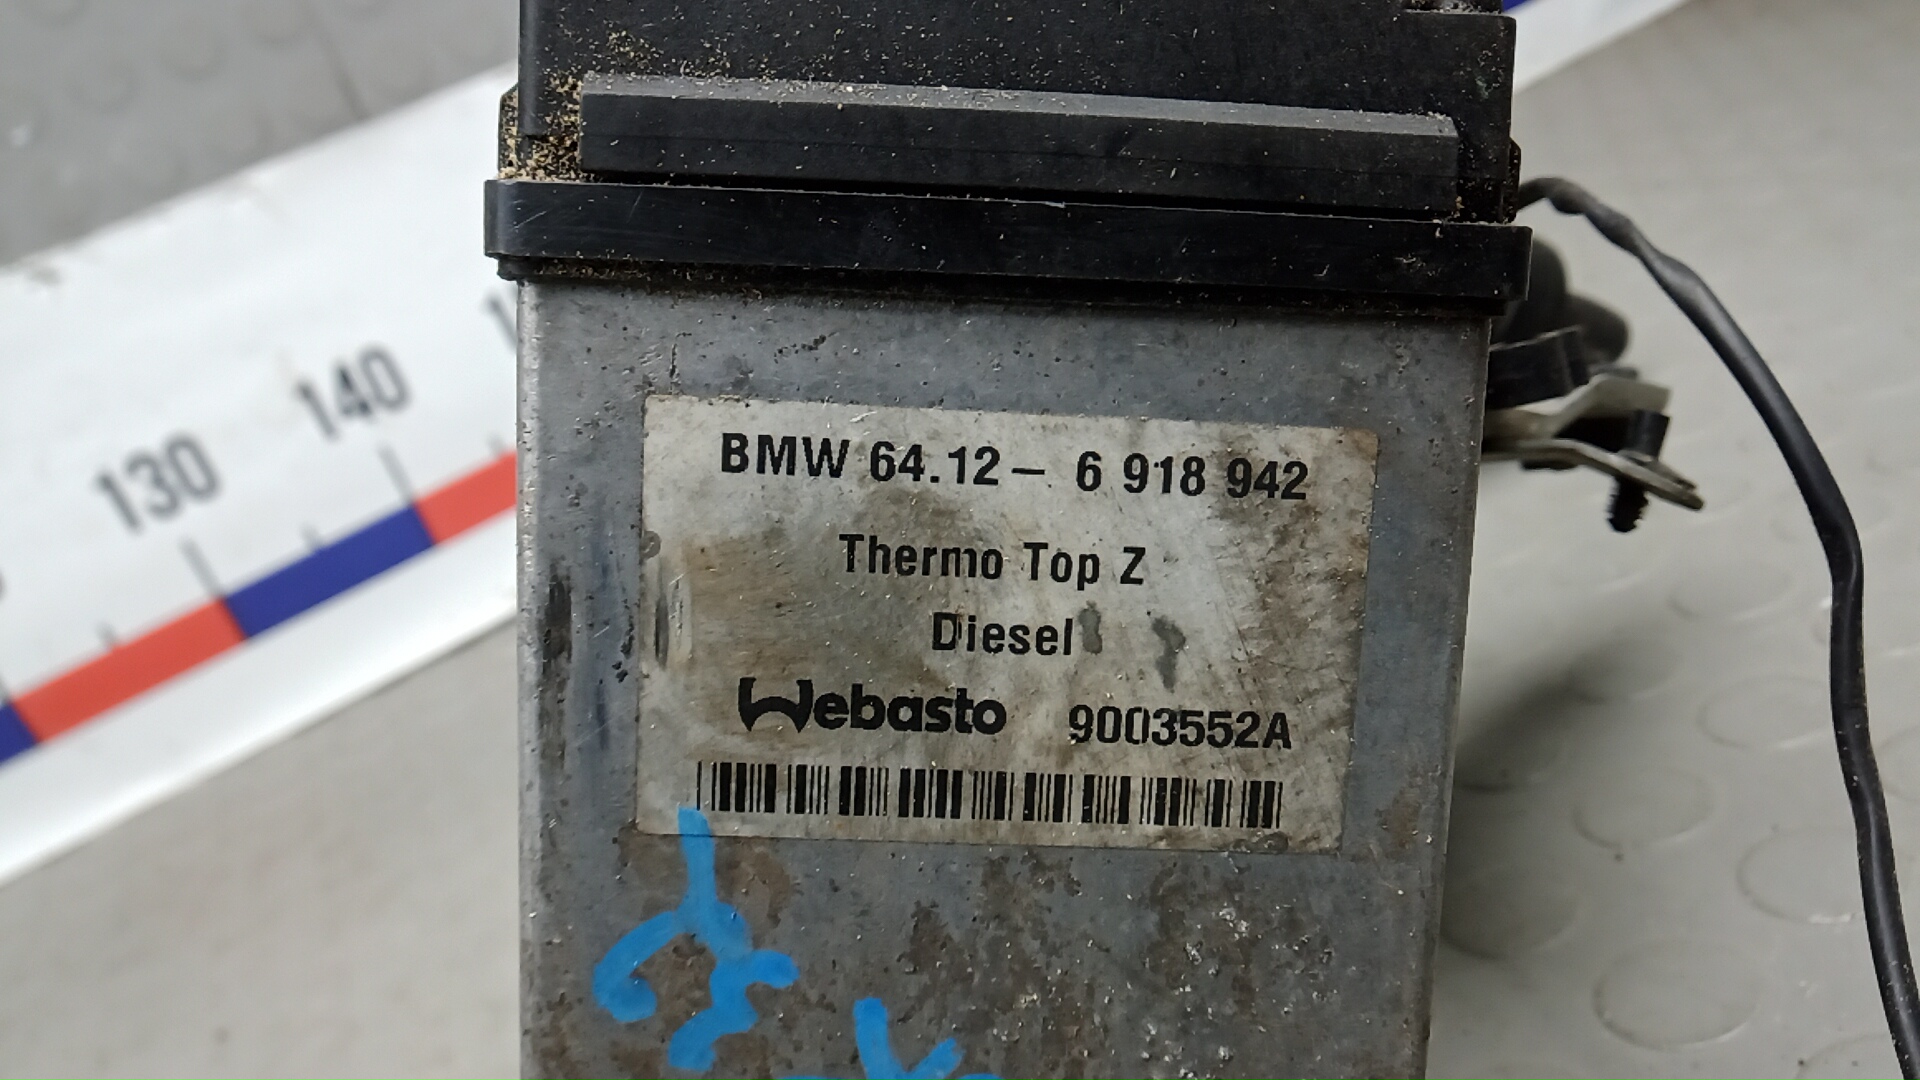 130
140
BMW 64.12- 6 918 942
Thermo Top Z
Diesel
Webasto 9003552A